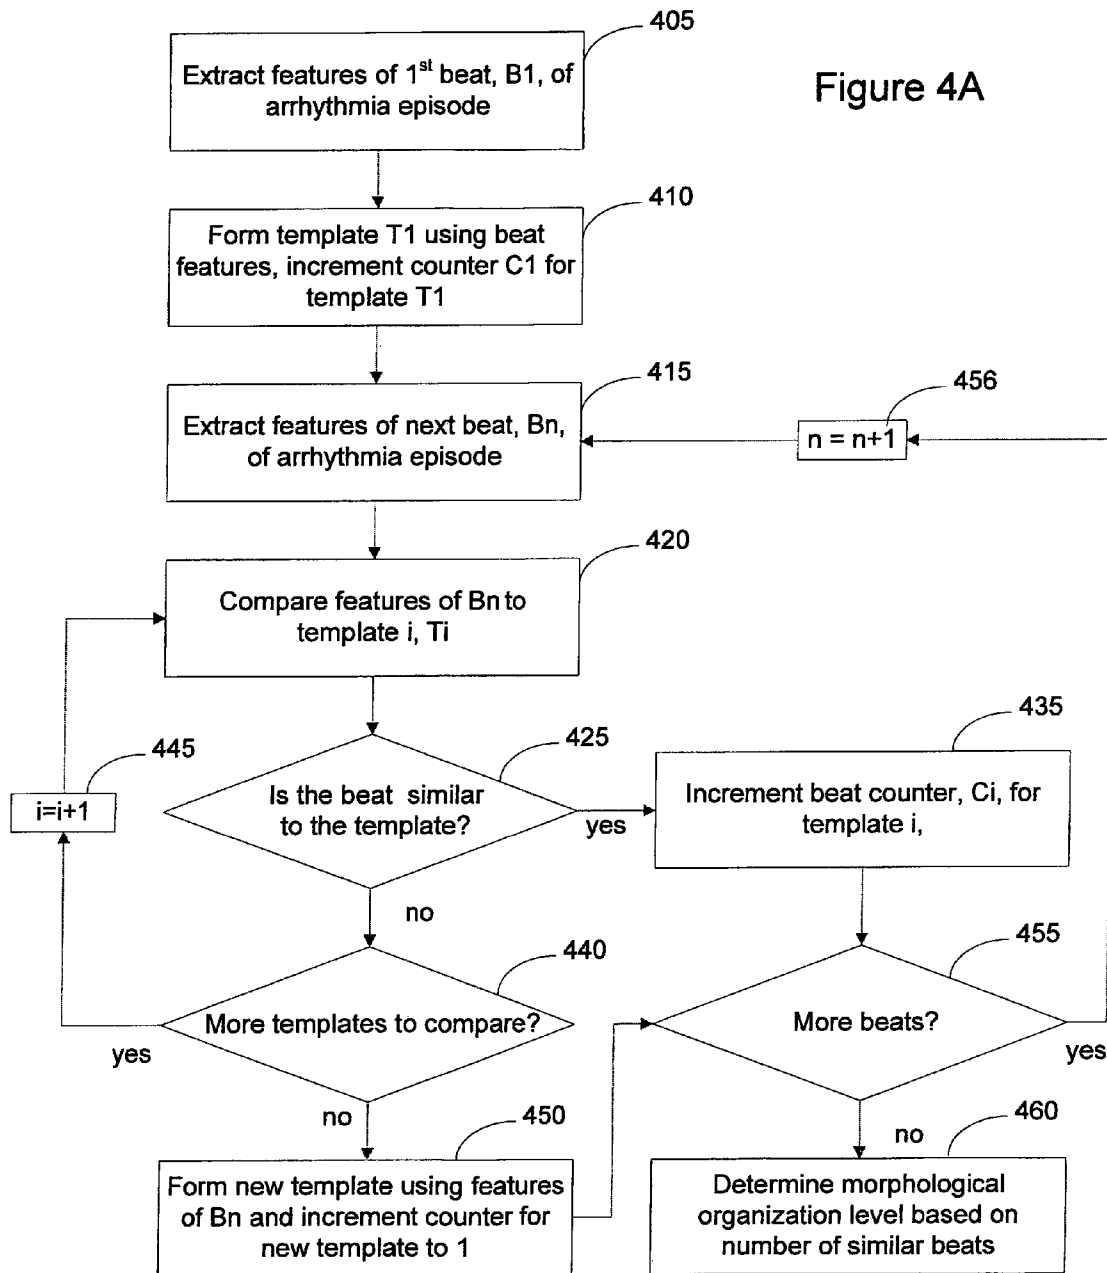 405
Extract features of 1st beat, B1, of
arrhythmia episode
Figure 4A
410
Form template T1 using beat
features, increment counter C1 for
template T1
415
Extract features of next beat, Bn,
of arrhythmia episode
456
n = n+1
420
Compare features of Bn to
template i, Ti
425
Is the beat similar
to the template?
yes
no
435
Increment beat counter, Ci, for
template i,
445
i=i+1
440
More templates to compare?
yes
no
455
More beats?
yes
no
450
Form new template using features
of Bn and increment counter for
new template to 1
460
Determine morphological
organization level based on
number of similar beats